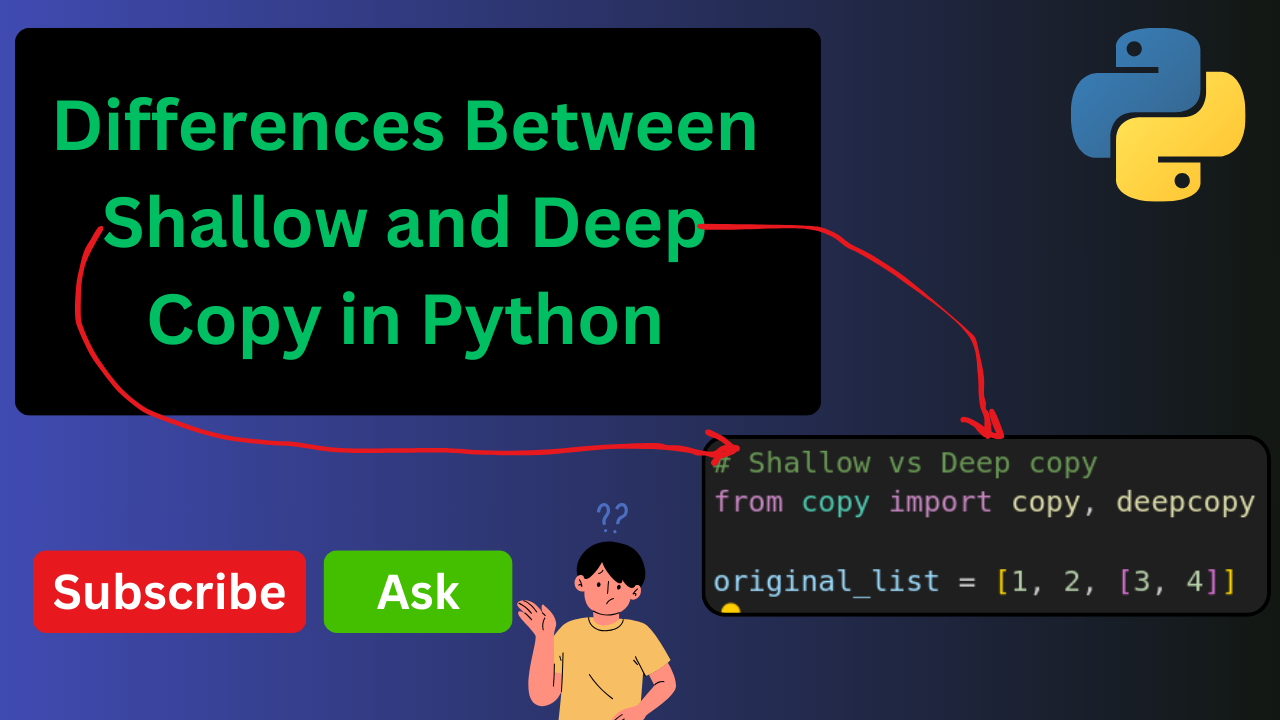 Differences Between
Shallow and Deep
Copy in Python
# Shallow vs Deep copy
from copy import copy, deepcopy
original_list = [1, 2, [3, 4]]
??
Subscribe
Ask